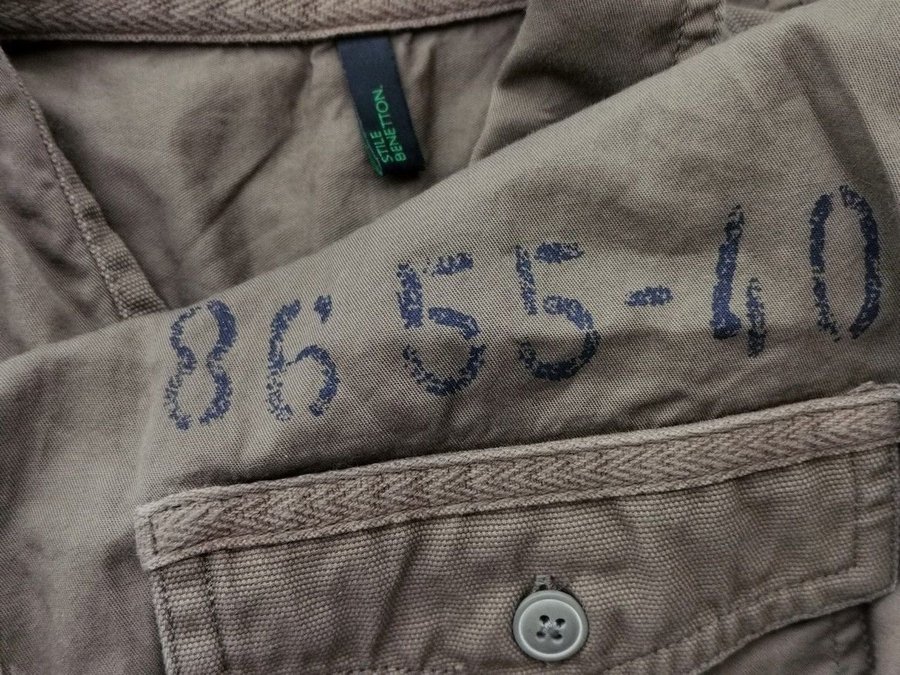 STILE
BENETTON.
86 55-40